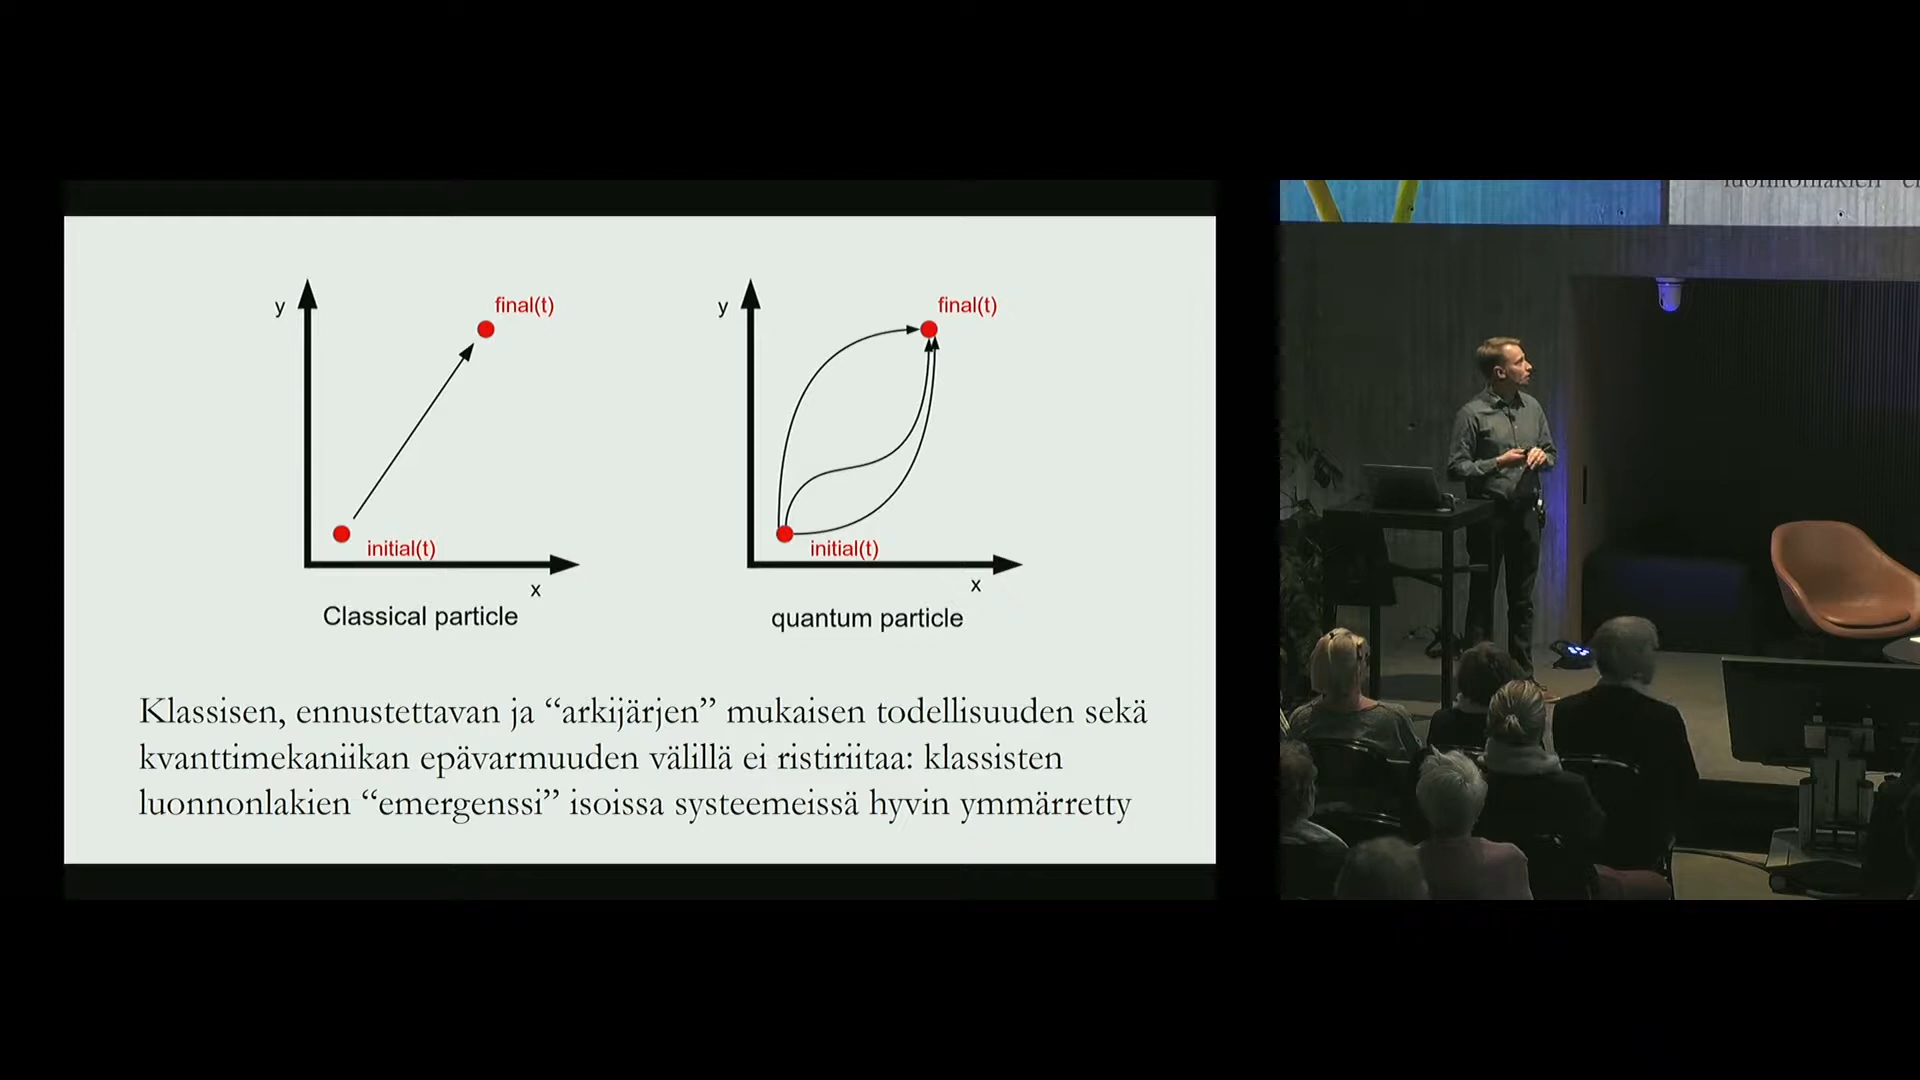 y
final(t)
initial(t)
x
Classical particle
y
final(t)
initial(t)
x
quantum particle
Klassisen, ennustettavan ja “arkijärjen” mukaisen todellisuuden sekä
kvanttimekaniikan epävarmuuden välillä ei ristiriitaa: klassisten
luonnonlakien “emergenssi” isoissa systeemeissä hyvin ymmärretty
luonnonlakien